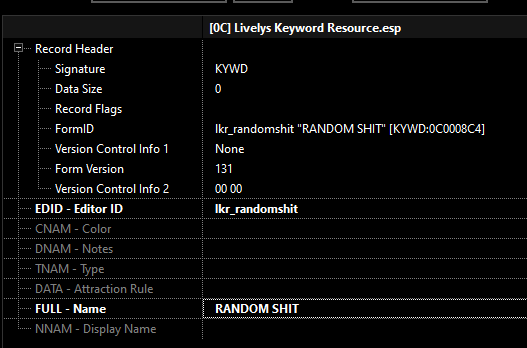 [0C] Livelys Keyword Resource.esp
Record Header
Signature KYWD
Data Size 0
Record Flags
FormID lkr_randomshit "RANDOM SHIT" [KYWD:0C0008C4]
Version Control Info 1 None
Form Version 131
Version Control Info 2 00 00
EDID - Editor ID lkr_randomshit
CNAM - Color
DNAM - Notes
TNAM - Type
DATA - Attraction Rule
FULL - Name RANDOM SHIT
NNAM - Display Name